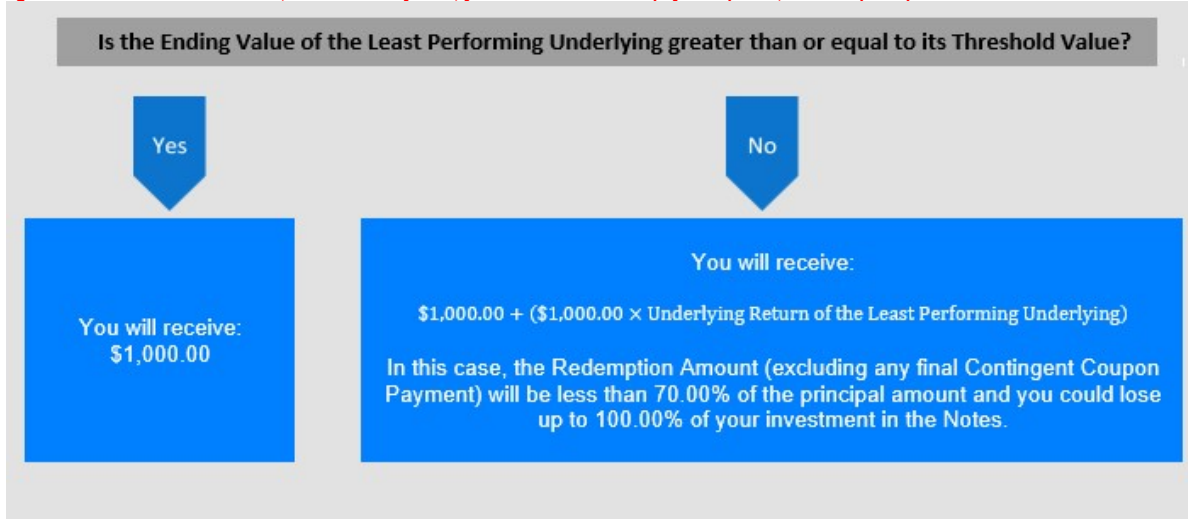 Is the Ending Value of the Least Performing Underlying greater than or equal to its Threshold Value?
Yes
No
You will receive:
$1,000.00
You will receive:
$1,000.00 + ($1,000.00 × Underlying Return of the Least Performing Underlying)
In this case, the Redemption Amount (excluding any final Contingent Coupon
Payment) will be less than 70.00% of the principal amount and you could lose
up to 100.00% of your investment in the Notes.